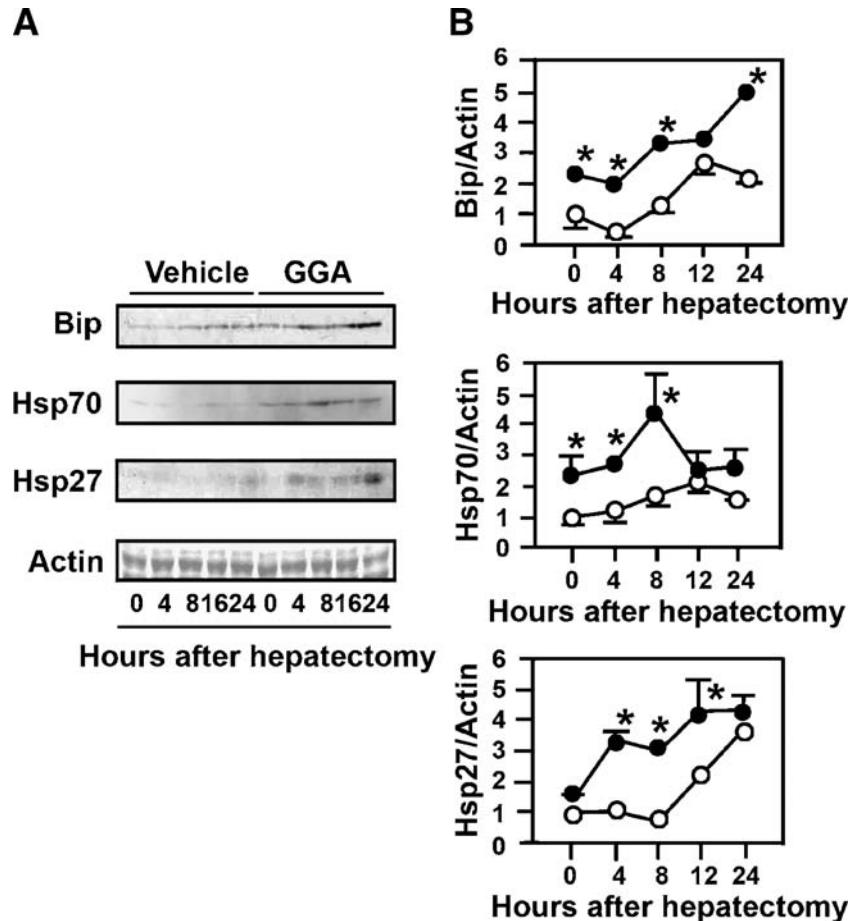 A
Vehicle GGA
Bip
Hsp70
Hsp27
Actin
0 4 81624 0 4 81624
Hours after hepatectomy
B
6
5
4
3
2
1
0
Bip/Actin
* * * *
0 4 8 12 24
Hours after hepatectomy
6
5
4
3
2
1
0
Hsp70/Actin
* * *
0 4 8 12 24
Hours after hepatectomy
6
5
4
3
2
1
0
Hsp27/Actin
* * *
0 4 8 12 24
Hours after hepatectomy